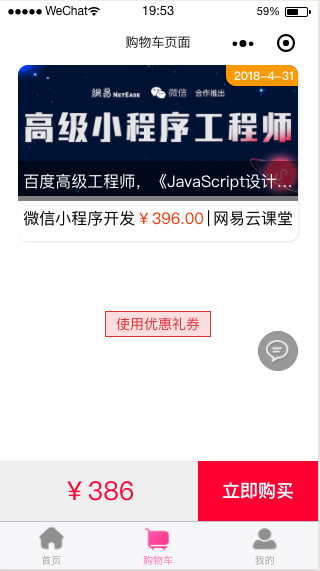 WeChat 19:53 59%
购物车页面
2018-4-31
網易 NETEASE 微信 合作推出
高级小程序工程师
百度高级工程师，《JavaScript设计...
微信小程序开发 ¥396.00 | 网易云课堂
使用优惠礼券
¥386 立即购买
首页 购物车 我的